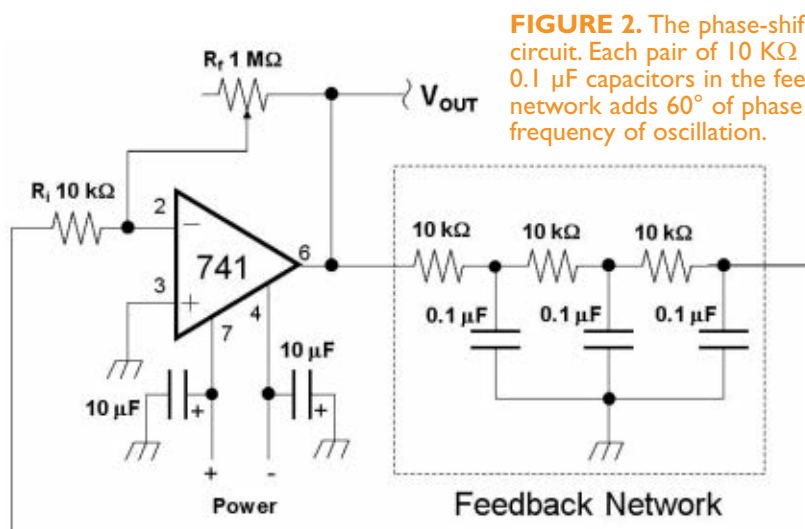 FIGURE 2. The phase-shif
circuit. Each pair of 10 KΩ
0.1 µF capacitors in the fee
network adds 60° of phase
frequency of oscillation.
Rf 1 MΩ
VOUT
Ri 10 kΩ
2
−
741
6
3
+
7
4
10 kΩ
10 kΩ
10 kΩ
0.1 µF
0.1 µF
0.1 µF
10 µF
10 µF
+
+
+
-
Power
Feedback Network